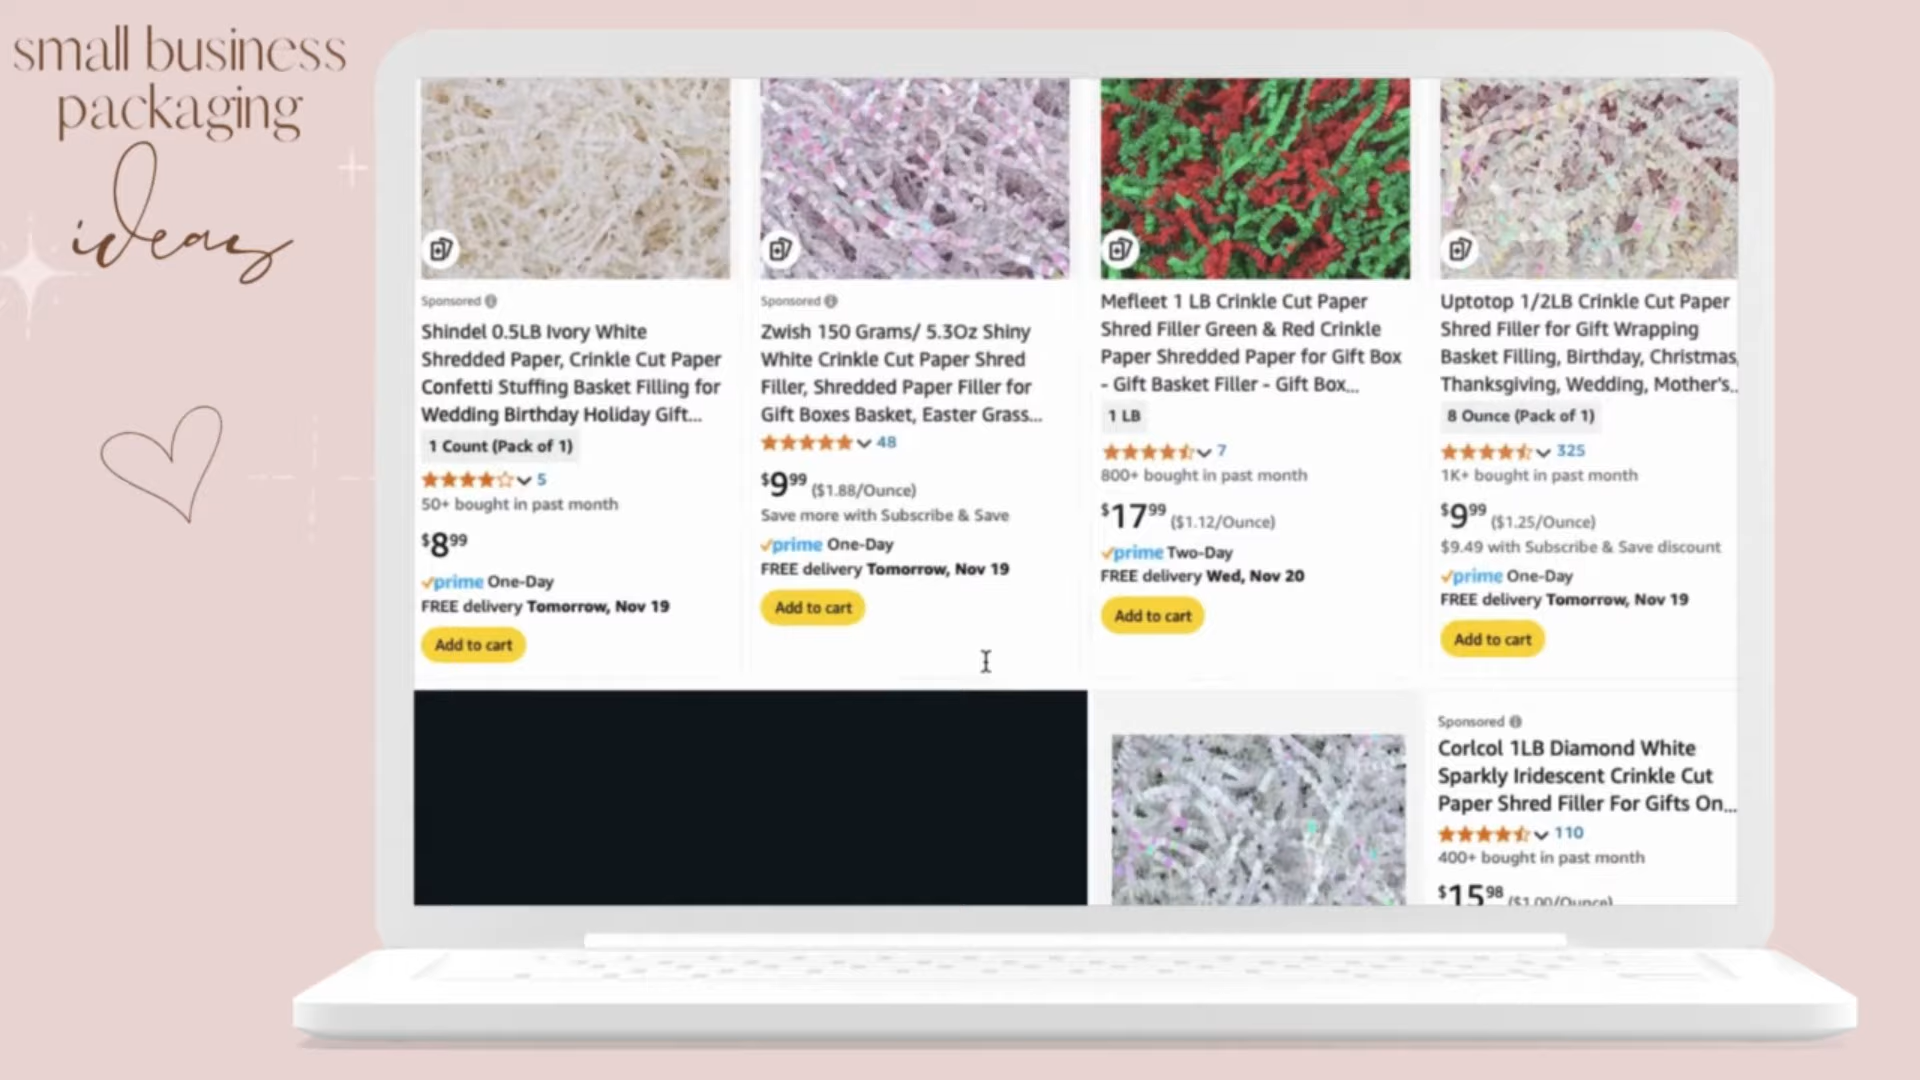 small business
packaging
ideas
Sponsored
Shindel 0.5LB Ivory White
Shredded Paper, Crinkle Cut Paper
Confetti Stuffing Basket Filling for
Wedding Birthday Holiday Gift...
1 Count (Pack of 1)
5
50+ bought in past month
$8.99
prime One-Day
FREE delivery Tomorrow, Nov 19
Add to cart
Sponsored
Zwish 150 Grams/ 5.3Oz Shiny
White Crinkle Cut Paper Shred
Filler, Shredded Paper Filler for
Gift Boxes Basket, Easter Grass...
48
$9.99 ($1.88/Ounce)
Save more with Subscribe & Save
prime One-Day
FREE delivery Tomorrow, Nov 19
Add to cart
Mefleet 1 LB Crinkle Cut Paper
Shred Filler Green & Red Crinkle
Paper Shredded Paper for Gift Box
- Gift Basket Filler - Gift Box...
1 LB
7
800+ bought in past month
$17.99 ($1.12/Ounce)
prime Two-Day
FREE delivery Wed, Nov 20
Add to cart
Uptotop 1/2LB Crinkle Cut Paper
Shred Filler for Gift Wrapping
Basket Filling, Birthday, Christmas,
Thanksgiving, Wedding, Mother's...
8 Ounce (Pack of 1)
325
1K+ bought in past month
$9.99 ($1.25/Ounce)
$9.49 with Subscribe & Save discount
prime One-Day
FREE delivery Tomorrow, Nov 19
Add to cart
Sponsored
Corlcol 1LB Diamond White
Sparkly Iridescent Crinkle Cut
Paper Shred Filler For Gifts On...
110
400+ bought in past month
$15.98 ($1.00/Ounce)